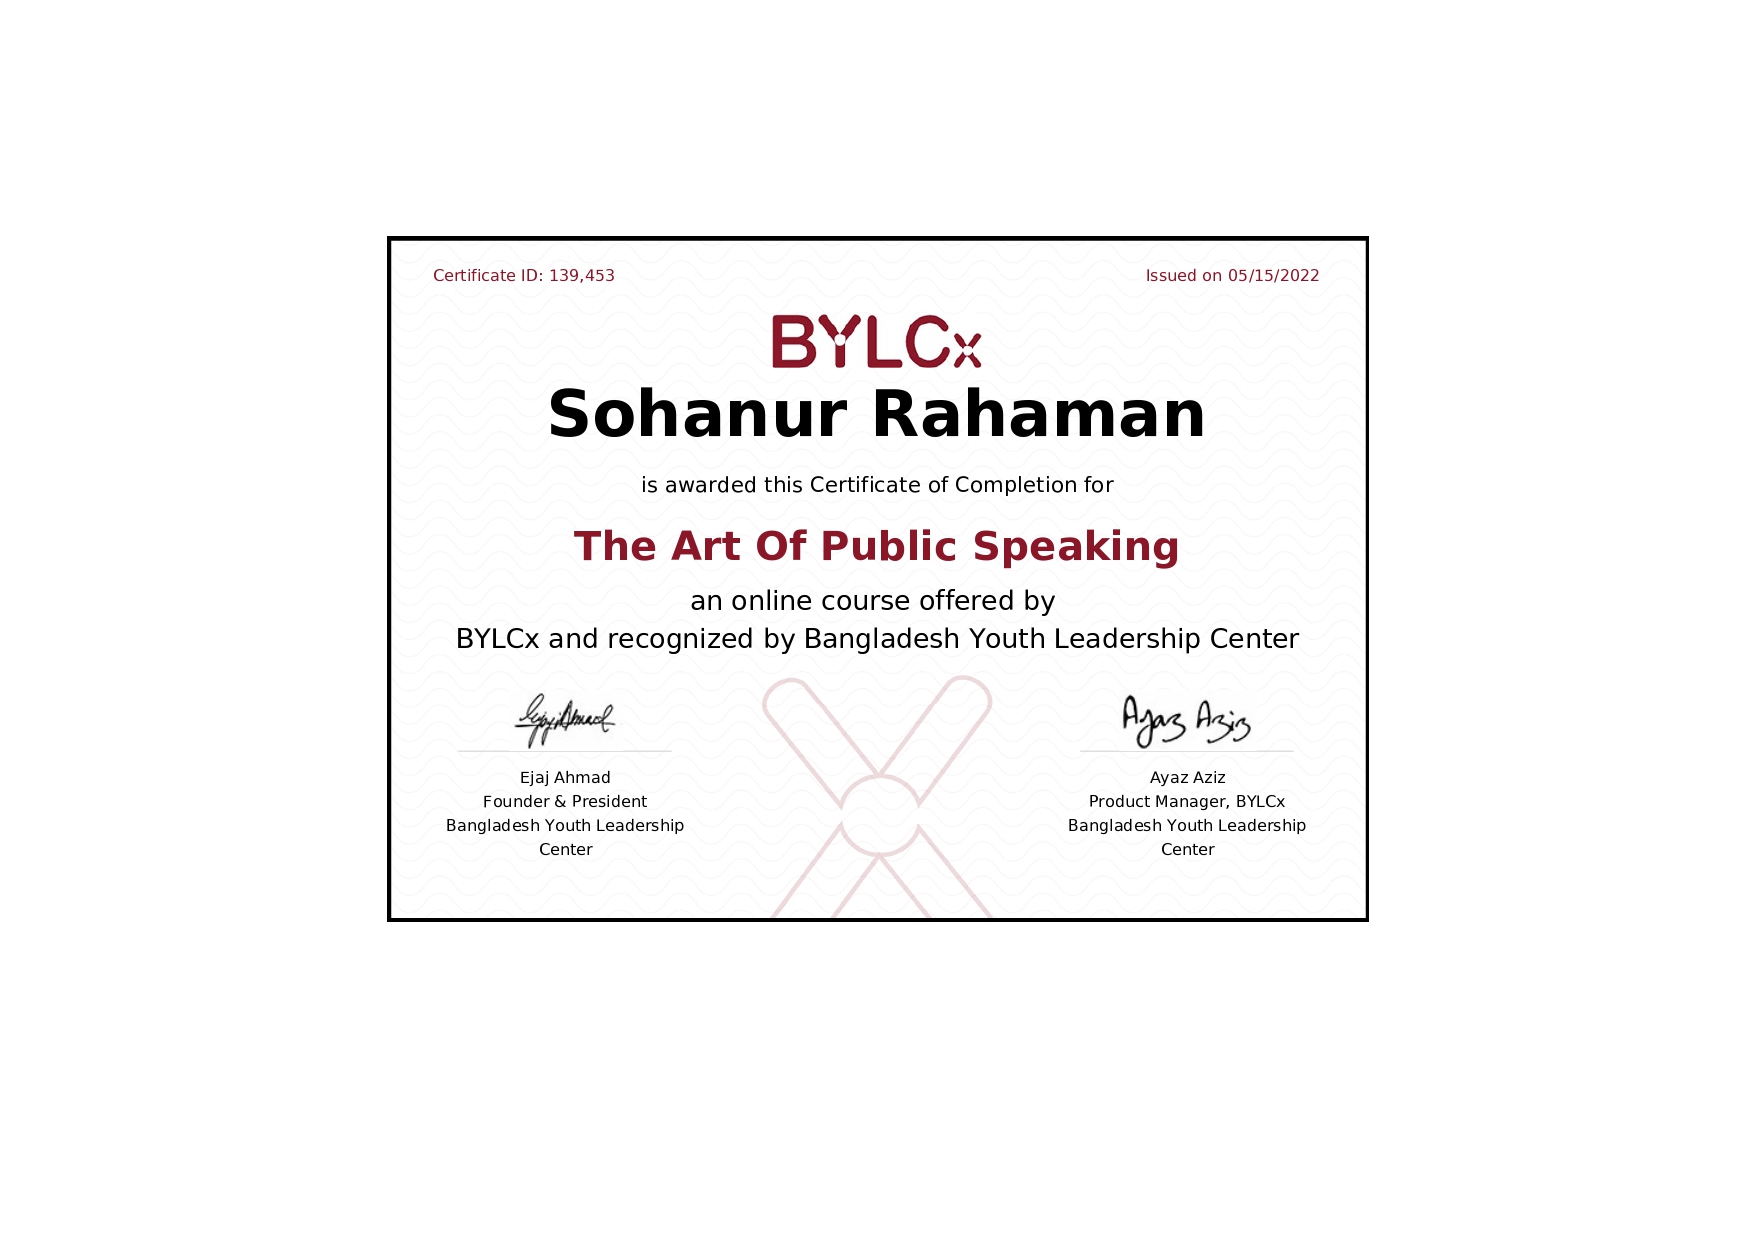 Certificate ID: 139,453
Issued on 05/15/2022
BYLCx
Sohanur Rahaman
is awarded this Certificate of Completion for
The Art Of Public Speaking
an online course offered by
BYLCx and recognized by Bangladesh Youth Leadership Center
Ejaj Ahmad
Ayaz Aziz
Ejaj Ahmad
Founder & President
Bangladesh Youth Leadership
Center
Ayaz Aziz
Product Manager, BYLCx
Bangladesh Youth Leadership
Center